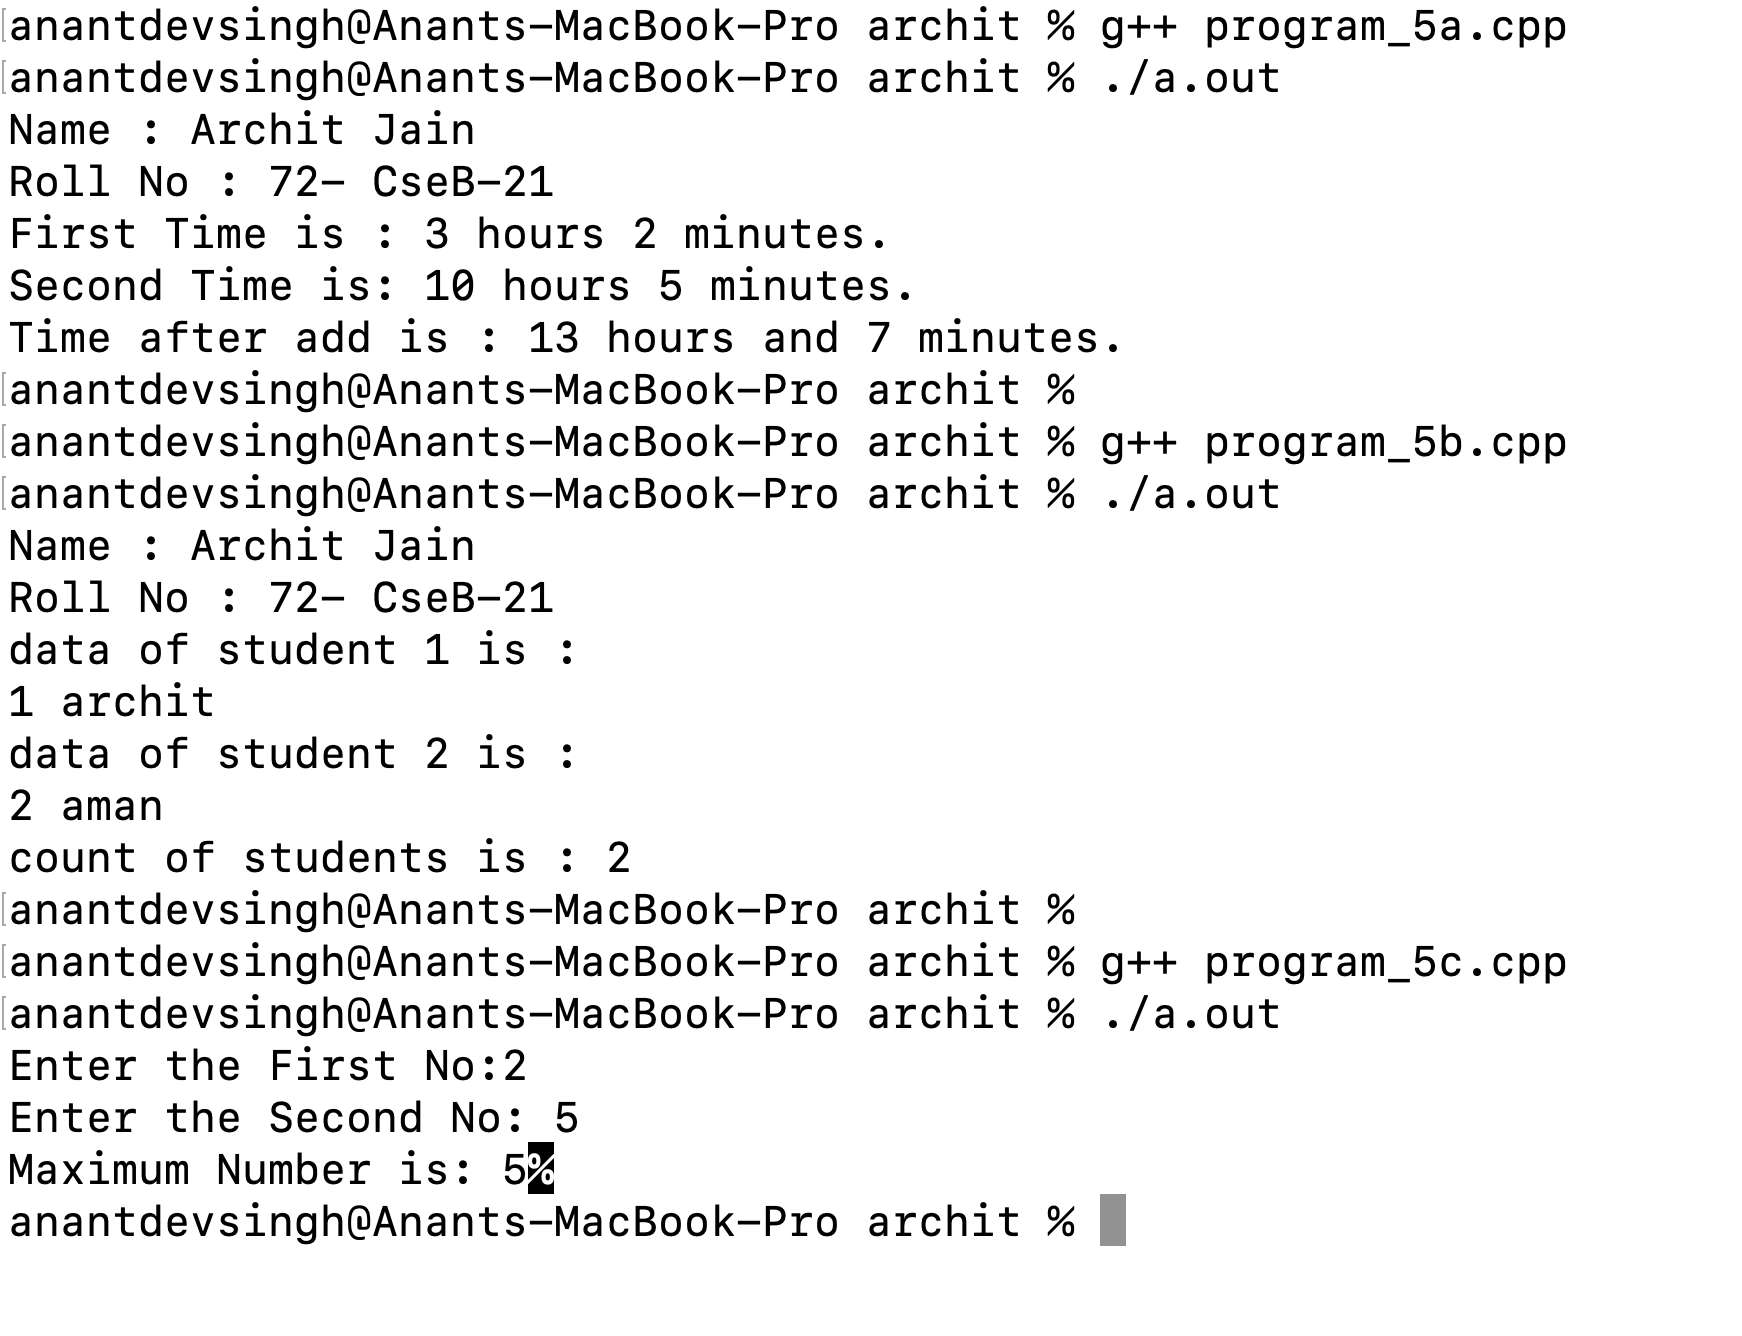 [anantdevsingh@Anants-MacBook-Pro archit % g++ program_5a.cpp
[anantdevsingh@Anants-MacBook-Pro archit % ./a.out
Name : Archit Jain
Roll No : 72- CseB-21
First Time is : 3 hours 2 minutes.
Second Time is: 10 hours 5 minutes.
Time after add is : 13 hours and 7 minutes.
[anantdevsingh@Anants-MacBook-Pro archit %
[anantdevsingh@Anants-MacBook-Pro archit % g++ program_5b.cpp
[anantdevsingh@Anants-MacBook-Pro archit % ./a.out
Name : Archit Jain
Roll No : 72- CseB-21
data of student 1 is :
1 archit
data of student 2 is :
2 aman
count of students is : 2
[anantdevsingh@Anants-MacBook-Pro archit %
[anantdevsingh@Anants-MacBook-Pro archit % g++ program_5c.cpp
[anantdevsingh@Anants-MacBook-Pro archit % ./a.out
Enter the First No:2
Enter the Second No: 5
Maximum Number is: 5%
anantdevsingh@Anants-MacBook-Pro archit %